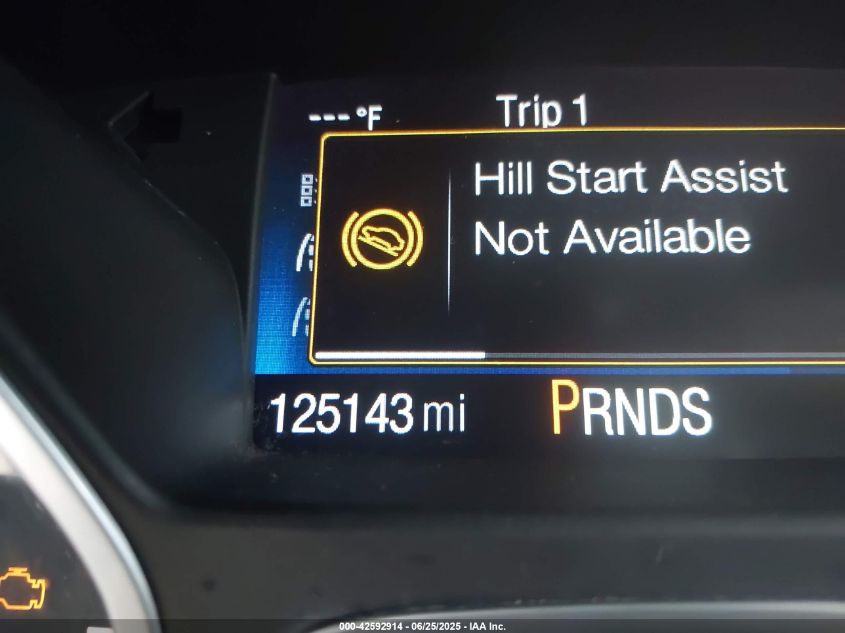 ---°F
Trip 1
Hill Start Assist
Not Available
125143 mi
PRNDS
000-42592914 - 06/25/2025 - IAA Inc.